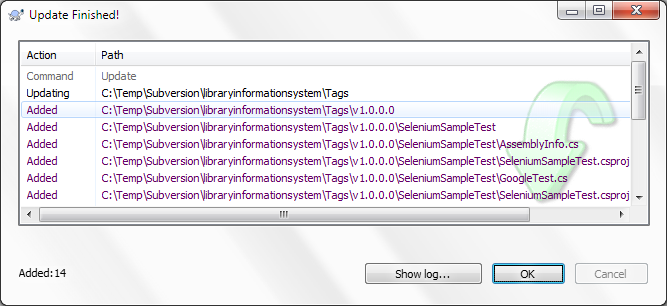 Update Finished!
Action Path
Command Update
Updating C:\Temp\Subversion\libraryinformationsystem\Tags
Added C:\Temp\Subversion\libraryinformationsystem\Tags\v1.0.0.0
Added C:\Temp\Subversion\libraryinformationsystem\Tags\v1.0.0.0\SeleniumSampleTest
Added C:\Temp\Subversion\libraryinformationsystem\Tags\v1.0.0.0\SeleniumSampleTest\AssemblyInfo.cs
Added C:\Temp\Subversion\libraryinformationsystem\Tags\v1.0.0.0\SeleniumSampleTest\SeleniumSampleTest.csproj
Added C:\Temp\Subversion\libraryinformationsystem\Tags\v1.0.0.0\SeleniumSampleTest\GoogleTest.cs
Added C:\Temp\Subversion\libraryinformationsystem\Tags\v1.0.0.0\SeleniumSampleTest\SeleniumSampleTest.csproj
Added:14 Show log... OK Cancel